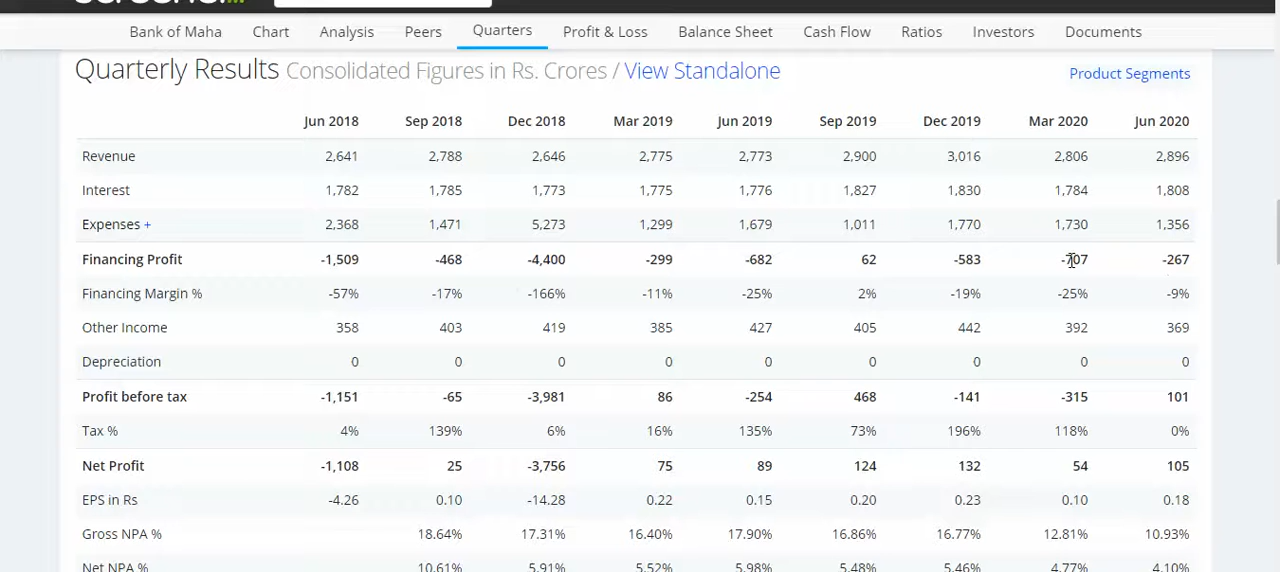 Bank of Maha Chart Analysis Peers Quarters Profit & Loss Balance Sheet Cash Flow Ratios Investors Documents
Quarterly Results Consolidated Figures in Rs. Crores / View Standalone Product Segments
Jun 2018 Sep 2018 Dec 2018 Mar 2019 Jun 2019 Sep 2019 Dec 2019 Mar 2020 Jun 2020
Revenue 2,641 2,788 2,646 2,775 2,773 2,900 3,016 2,806 2,896
Interest 1,782 1,785 1,773 1,775 1,776 1,827 1,830 1,784 1,808
Expenses + 2,368 1,471 5,273 1,299 1,679 1,011 1,770 1,730 1,356
Financing Profit -1,509 -468 -4,400 -299 -682 62 -583 -707 -267
Financing Margin % -57% -17% -166% -11% -25% 2% -19% -25% -9%
Other Income 358 403 419 385 427 405 442 392 369
Depreciation 0 0 0 0 0 0 0 0 0
Profit before tax -1,151 -65 -3,981 86 -254 468 -141 -315 101
Tax % 4% 139% 6% 16% 135% 73% 196% 118% 0%
Net Profit -1,108 25 -3,756 75 89 124 132 54 105
EPS in Rs -4.26 0.10 -14.28 0.22 0.15 0.20 0.23 0.10 0.18
Gross NPA % 18.64% 17.31% 16.40% 17.90% 16.86% 16.77% 12.81% 10.93%
Net NPA % 10.61% 5.91% 5.52% 5.98% 5.48% 5.46% 4.77% 4.10%